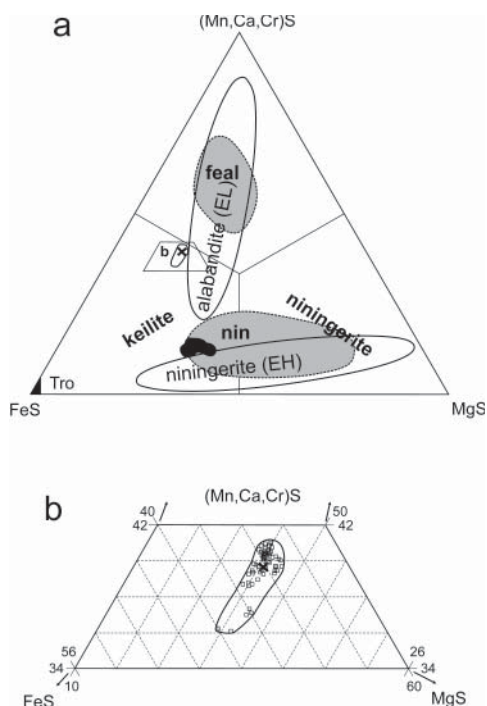 a
(Mn,Ca,Cr)S
feal
alabandite (EL)
b
keilite
niningerite
nin
niningerite (EH)
Tro
FeS
MgS
b
(Mn,Ca,Cr)S
40
50
42
42
56
26
34
34
10
60
FeS
MgS